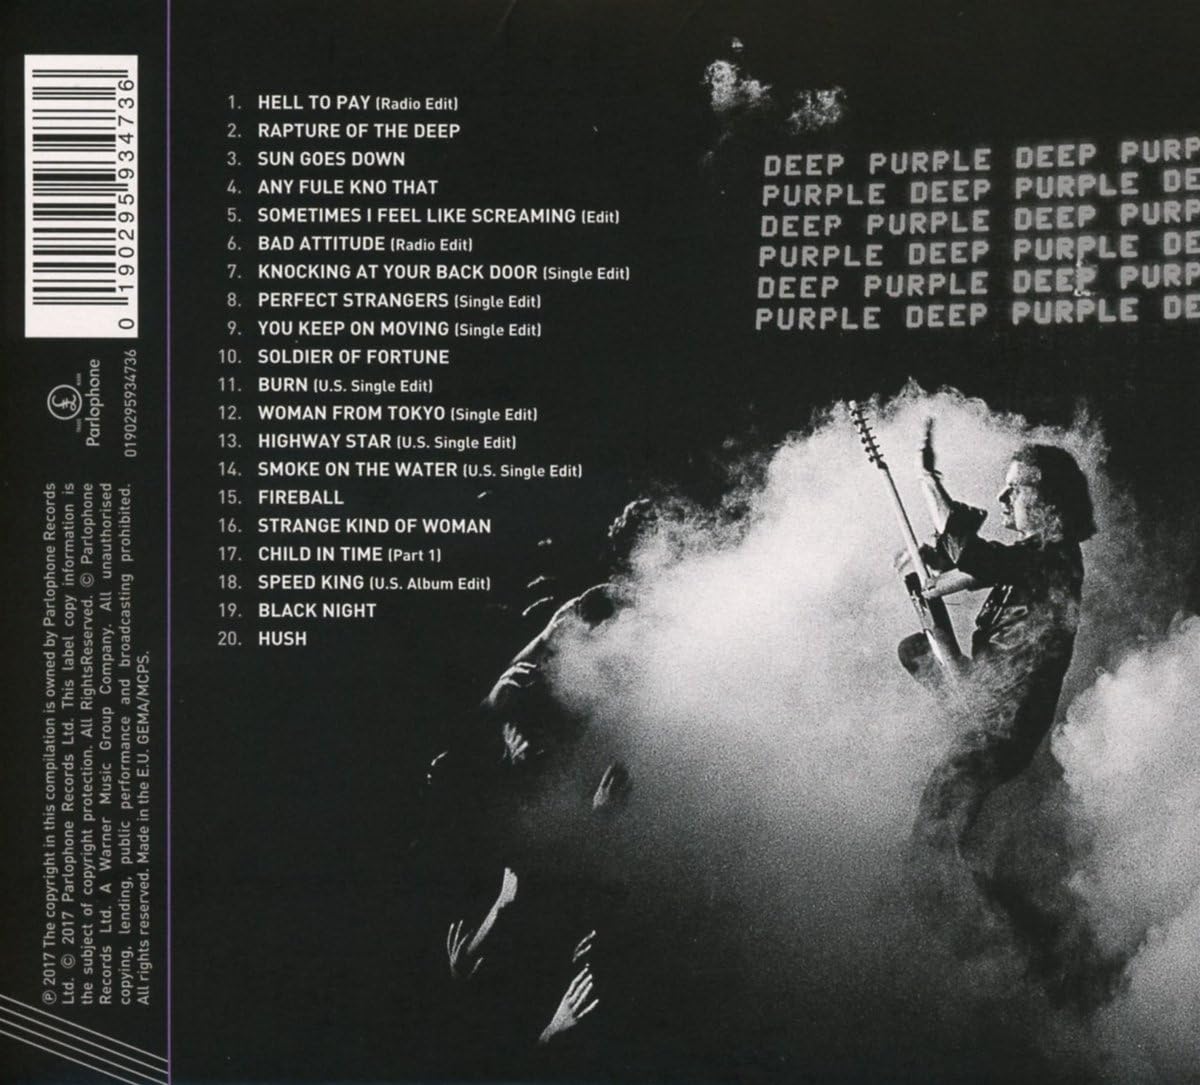 1. HELL TO PAY (Radio Edit)
2. RAPTURE OF THE DEEP
3. SUN GOES DOWN
4. ANY FULE KNO THAT
5. SOMETIMES I FEEL LIKE SCREAMING (Edit)
6. BAD ATTITUDE (Radio Edit)
7. KNOCKING AT YOUR BACK DOOR (Single Edit)
8. PERFECT STRANGERS (Single Edit)
9. YOU KEEP ON MOVING (Single Edit)
10. SOLDIER OF FORTUNE
11. BURN (U.S. Single Edit)
12. WOMAN FROM TOKYO (Single Edit)
13. HIGHWAY STAR (U.S. Single Edit)
14. SMOKE ON THE WATER (U.S. Single Edit)
15. FIREBALL
16. STRANGE KIND OF WOMAN
17. CHILD IN TIME (Part 1)
18. SPEED KING (U.S. Album Edit)
19. BLACK NIGHT
20. HUSH
DEEP PURPLE DEEP PURP
PURPLE DEEP PURPLE DE
DEEP PURPLE DEEP PURP
PURPLE DEEP PURPLE DE
DEEP PURPLE DEEP PURP
PURPLE DEEP PURPLE DE
0 190295 934736
£
Parlophone
0190295934736
℗ 2017 The copyright in this compilation is owned by Parlophone Records
Ltd. © 2017 Parlophone Records Ltd. This label copy information is
the subject of copyright protection. All RightsReserved. © Parlophone
Records Ltd. A Warner Music Group Company. All unauthorised
copying, lending, public performance and broadcasting prohibited.
All rights reserved. Made in the E.U. GEMA/MCPS.